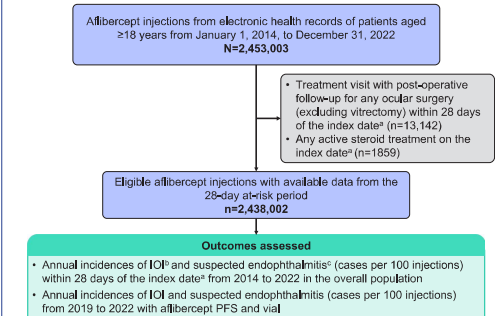 Aflibercept injections from electronic health records of patients aged
≥18 years from January 1, 2014, to December 31, 2022
N=2,453,003
• Treatment visit with post-operative
follow-up for any ocular surgery
(excluding vitrectomy) within 28 days
of the index dateᵃ (n=13,142)
• Any active steroid treatment on the
index dateᵃ (n=1859)
Eligible aflibercept injections with available data from the
28-day at-risk period
n=2,438,002
Outcomes assessed
• Annual incidences of IOIᵇ and suspected endophthalmitisᶜ (cases per 100 injections)
within 28 days of the index dateᵃ from 2014 to 2022 in the overall population
• Annual incidences of IOI and suspected endophthalmitis (cases per 100 injections)
from 2019 to 2022 with aflibercept PFS and vial